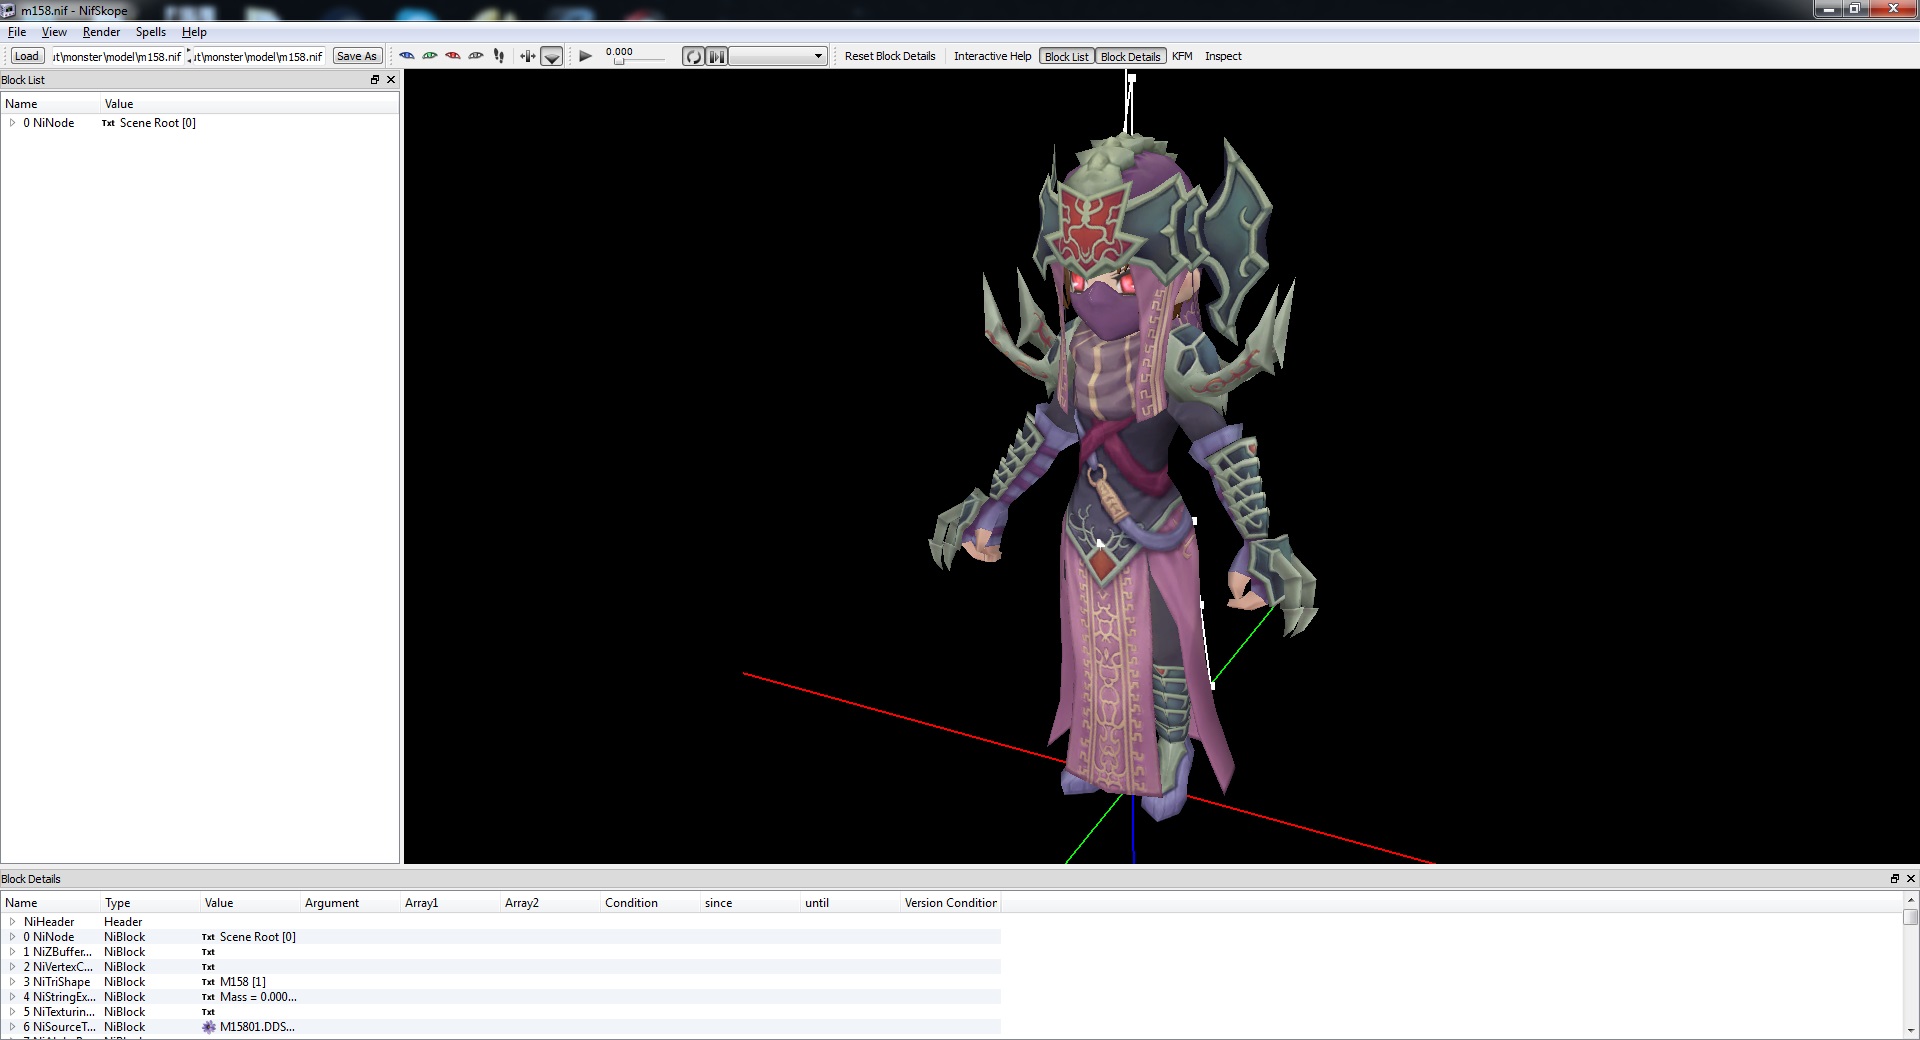 m158.nif - NifSkope
File View Render Spells Help
Load ıt\monster\model\m158.nif ıt\monster\model\m158.nif Save As 0.000 Reset Block Details Interactive Help Block List Block Details KFM Inspect
Block List
Name Value
0 NiNode Txt Scene Root [0]
Block Details
Name Type Value Argument Array1 Array2 Condition since until Version Condition
NiHeader Header
0 NiNode NiBlock Txt Scene Root [0]
1 NiZBuffer... NiBlock Txt
2 NiVertexC... NiBlock Txt
3 NiTriShape NiBlock Txt M158 [1]
4 NiStringEx... NiBlock Txt Mass = 0.000...
5 NiTexturin... NiBlock Txt
6 NiSourceT... NiBlock M15801.DDS...